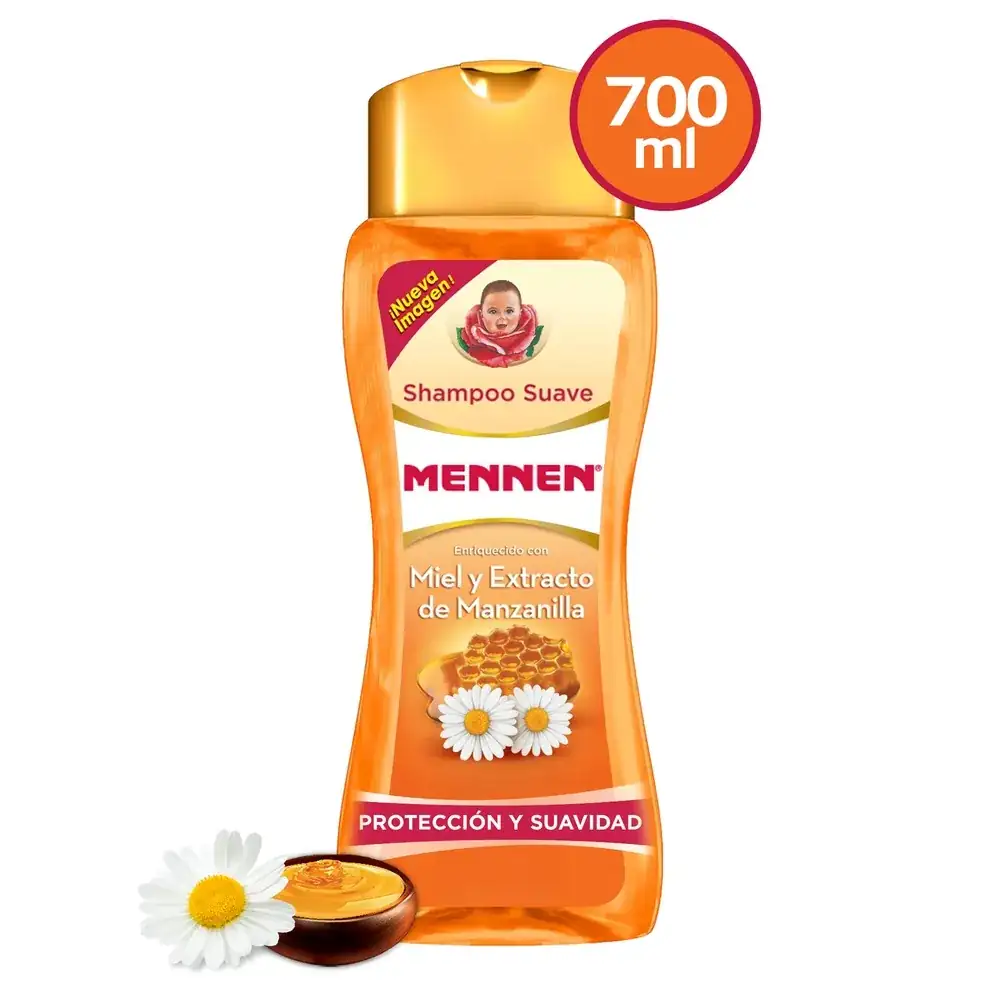 700
ml
¡Nueva
Imagen!
Shampoo Suave
MENNEN®
Enriquecido con
Miel y Extracto
de Manzanilla
PROTECCIÓN Y SUAVIDAD